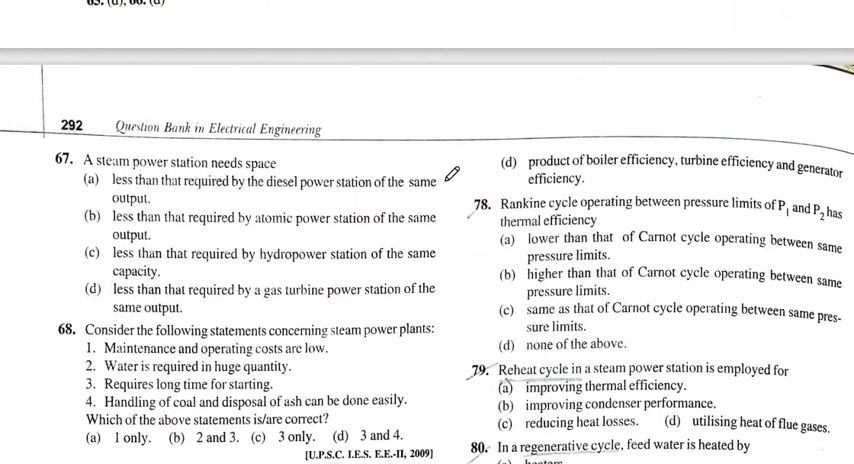 65. (d), 66. (d)
292 Question Bank in Electrical Engineering
67. A steam power station needs space
(a) less than that required by the diesel power station of the same
output.
(b) less than that required by atomic power station of the same
output.
(c) less than that required by hydropower station of the same
capacity.
(d) less than that required by a gas turbine power station of the
same output.
68. Consider the following statements concerning steam power plants:
1. Maintenance and operating costs are low.
2. Water is required in huge quantity.
3. Requires long time for starting.
4. Handling of coal and disposal of ash can be done easily.
Which of the above statements is/are correct?
(a) 1 only. (b) 2 and 3. (c) 3 only. (d) 3 and 4.
[U.P.S.C. I.E.S. E.E.-II, 2009]
(d) product of boiler efficiency, turbine efficiency and generator
efficiency.
78. Rankine cycle operating between pressure limits of P1 and P2 has
thermal efficiency
(a) lower than that of Carnot cycle operating between same
pressure limits.
(b) higher than that of Carnot cycle operating between same
pressure limits.
(c) same as that of Carnot cycle operating between same pres-
sure limits.
(d) none of the above.
79. Reheat cycle in a steam power station is employed for
(a) improving thermal efficiency.
(b) improving condenser performance.
(c) reducing heat losses. (d) utilising heat of flue gases.
80. In a regenerative cycle, feed water is heated by
(a) heaters